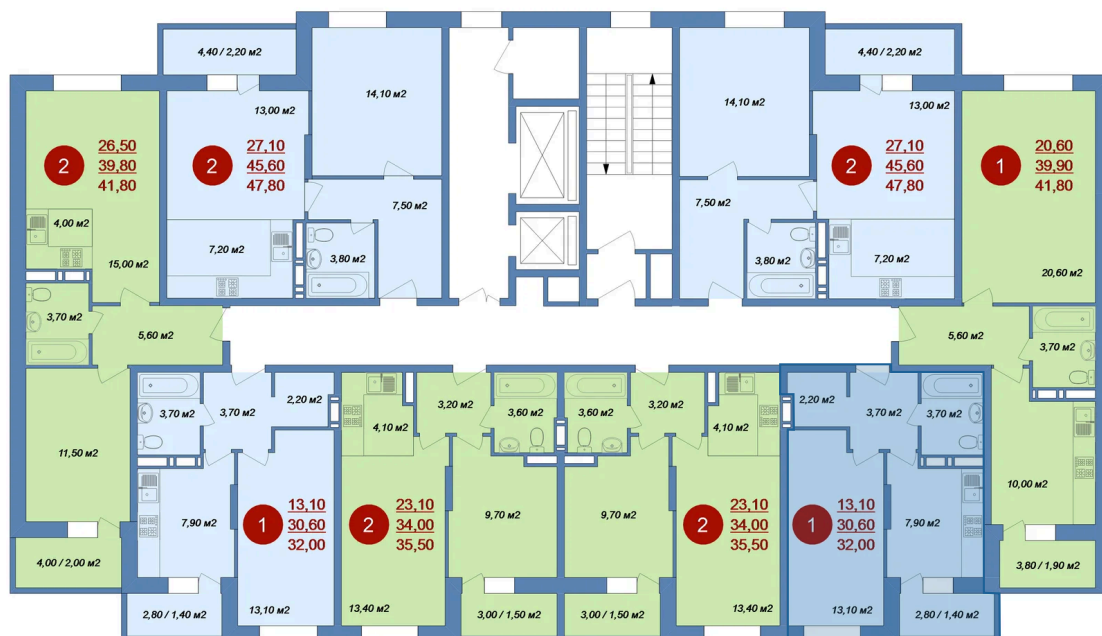 4,40 / 2,20 м2
14,10 м2
13,00 м2
2
27,10
45,60
47,80
7,20 м2
7,50 м2
3,80 м2
2
26,50
39,80
41,80
4,00 м2
15,00 м2
3,70 м2
5,60 м2
11,50 м2
4,00 / 2,00 м2
14,10 м2
4,40 / 2,20 м2
13,00 м2
2
27,10
45,60
47,80
7,50 м2
3,80 м2
7,20 м2
1
20,60
39,90
41,80
20,60 м2
5,60 м2
3,70 м2
10,00 м2
3,80 / 1,90 м2
3,70 м2
3,70 м2
2,20 м2
7,90 м2
1
13,10
30,60
32,00
13,10 м2
2,80 / 1,40 м2
4,10 м2
3,20 м2
3,60 м2
2
23,10
34,00
35,50
9,70 м2
13,40 м2
3,00 / 1,50 м2
3,60 м2
3,20 м2
4,10 м2
9,70 м2
2
23,10
34,00
35,50
13,40 м2
3,00 / 1,50 м2
2,20 м2
3,70 м2
3,70 м2
1
13,10
30,60
32,00
7,90 м2
13,10 м2
2,80 / 1,40 м2